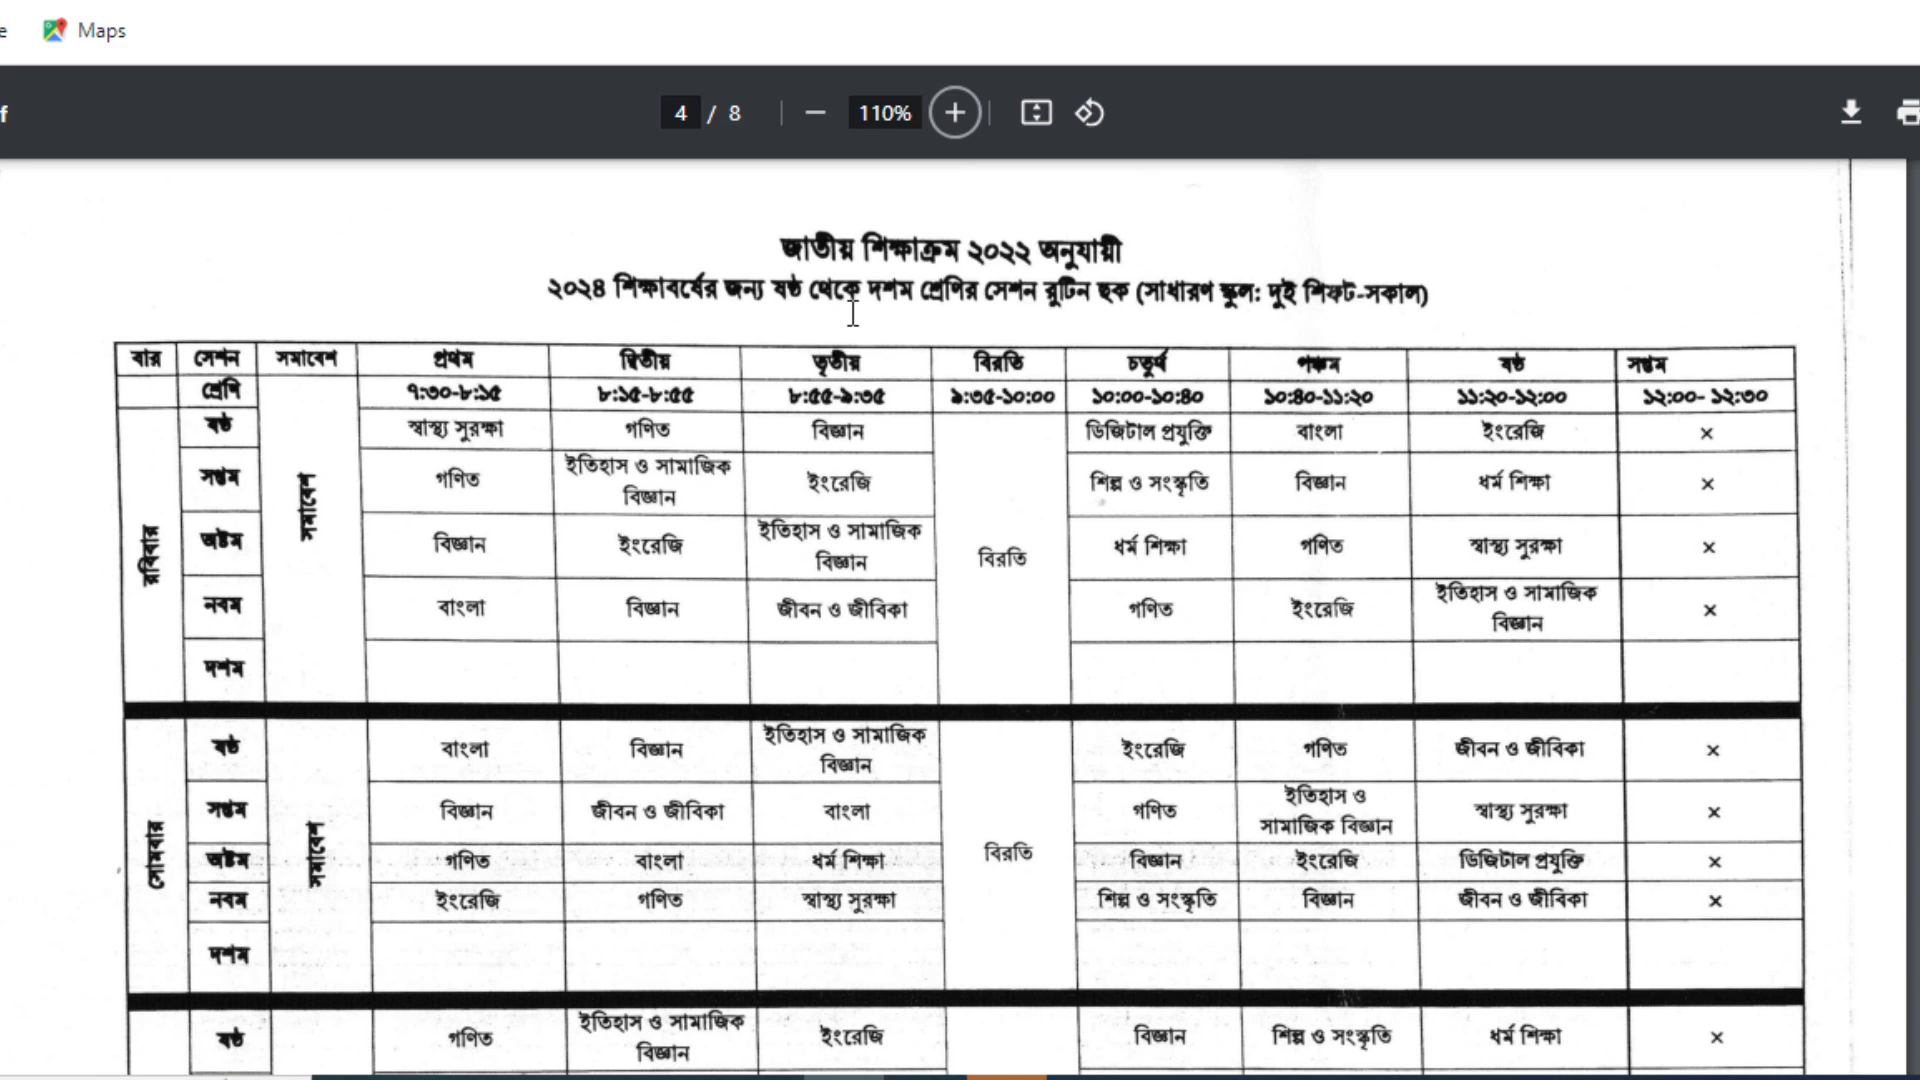 e Maps
f 4 / 8 110%
জাতীয় শিক্ষাক্রম ২০২২ অনুযায়ী
২০২৪ শিক্ষাবর্ষের জন্য ষষ্ঠ থেকে দশম শ্রেণির সেশন রুটিন ছক (সাধারণ স্কুল: দুই শিফট-সকাল)
বার সেশন সমাবেশ প্রথম দ্বিতীয় তৃতীয় বিরতি চতুর্থ পঞ্চম ষষ্ঠ সপ্তম
শ্রেণি ৭:৩০-৮:১৫ ৮:১৫-৮:৫৫ ৮:৫৫-৯:৩৫ ৯:৩৫-১০:০০ ১০:০০-১০:৪০ ১০:৪০-১১:২০ ১১:২০-১২:০০ ১২:০০- ১২:৩০
রবিবার
সমাবেশ
বিরতি
ষষ্ঠ স্বাস্থ্য সুরক্ষা গণিত বিজ্ঞান ডিজিটাল প্রযুক্তি বাংলা ইংরেজি ×
সপ্তম গণিত ইতিহাস ও সামাজিক বিজ্ঞান ইংরেজি শিল্প ও সংস্কৃতি বিজ্ঞান ধর্ম শিক্ষা ×
অষ্টম বিজ্ঞান ইংরেজি ইতিহাস ও সামাজিক বিজ্ঞান ধর্ম শিক্ষা গণিত স্বাস্থ্য সুরক্ষা ×
নবম বাংলা বিজ্ঞান জীবন ও জীবিকা গণিত ইংরেজি ইতিহাস ও সামাজিক বিজ্ঞান ×
দশম
সোমবার
সমাবেশ
বিরতি
ষষ্ঠ বাংলা বিজ্ঞান ইতিহাস ও সামাজিক বিজ্ঞান ইংরেজি গণিত জীবন ও জীবিকা ×
সপ্তম বিজ্ঞান জীবন ও জীবিকা বাংলা গণিত ইতিহাস ও সামাজিক বিজ্ঞান স্বাস্থ্য সুরক্ষা ×
অষ্টম গণিত বাংলা ধর্ম শিক্ষা বিজ্ঞান ইংরেজি ডিজিটাল প্রযুক্তি ×
নবম ইংরেজি গণিত স্বাস্থ্য সুরক্ষা শিল্প ও সংস্কৃতি বিজ্ঞান জীবন ও জীবিকা ×
দশম
ষষ্ঠ গণিত ইতিহাস ও সামাজিক বিজ্ঞান ইংরেজি বিজ্ঞান শিল্প ও সংস্কৃতি ধর্ম শিক্ষা ×